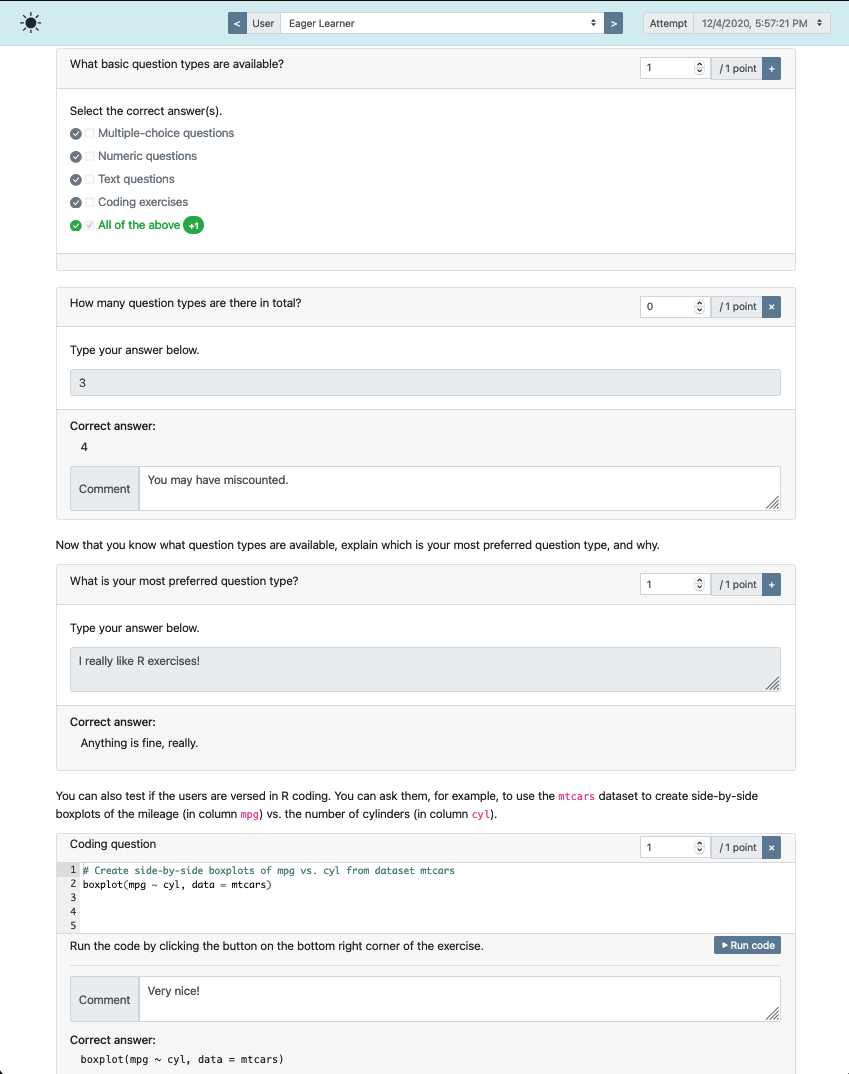 < User Eager Learner > Attempt 12/4/2020, 5:57:21 PM
What basic question types are available? 1 / 1 point +
Select the correct answer(s).
Multiple-choice questions
Numeric questions
Text questions
Coding exercises
All of the above +1
How many question types are there in total? 0 / 1 point ×
Type your answer below.
3
Correct answer:
4
Comment You may have miscounted.
Now that you know what question types are available, explain which is your most preferred question type, and why.
What is your most preferred question type? 1 / 1 point +
Type your answer below.
I really like R exercises!
Correct answer:
Anything is fine, really.
You can also test if the users are versed in R coding. You can ask them, for example, to use the mtcars dataset to create side-by-side
boxplots of the mileage (in column mpg) vs. the number of cylinders (in column cyl).
Coding question 1 / 1 point ×
1 # Create side-by-side boxplots of mpg vs. cyl from dataset mtcars
2 boxplot(mpg ~ cyl, data = mtcars)
3
4
5
Run the code by clicking the button on the bottom right corner of the exercise. Run code
Comment Very nice!
Correct answer:
boxplot(mpg ~ cyl, data = mtcars)